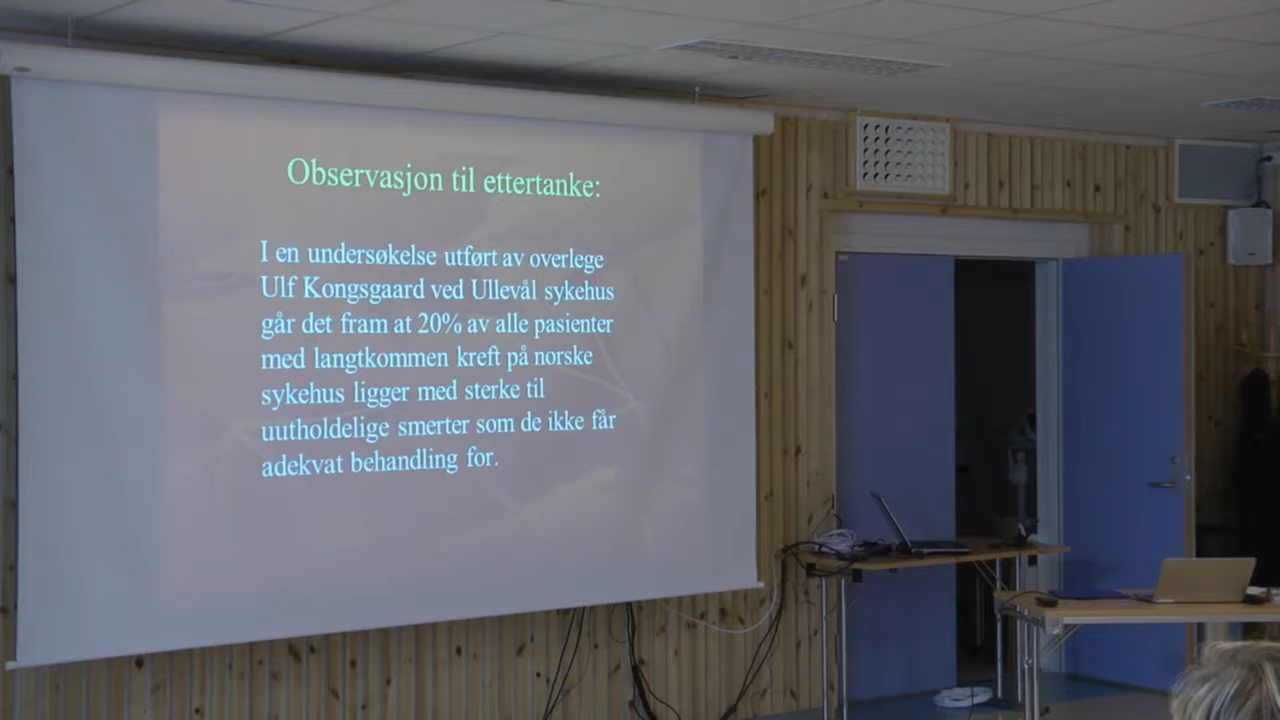 Observasjon til ettertanke:
I en undersøkelse utført av overlege
Ulf Kongsgaard ved Ullevål sykehus
går det fram at 20% av alle pasienter
med langtkommen kreft på norske
sykehus ligger med sterke til
uutholdelige smerter som de ikke får
adekvat behandling for.